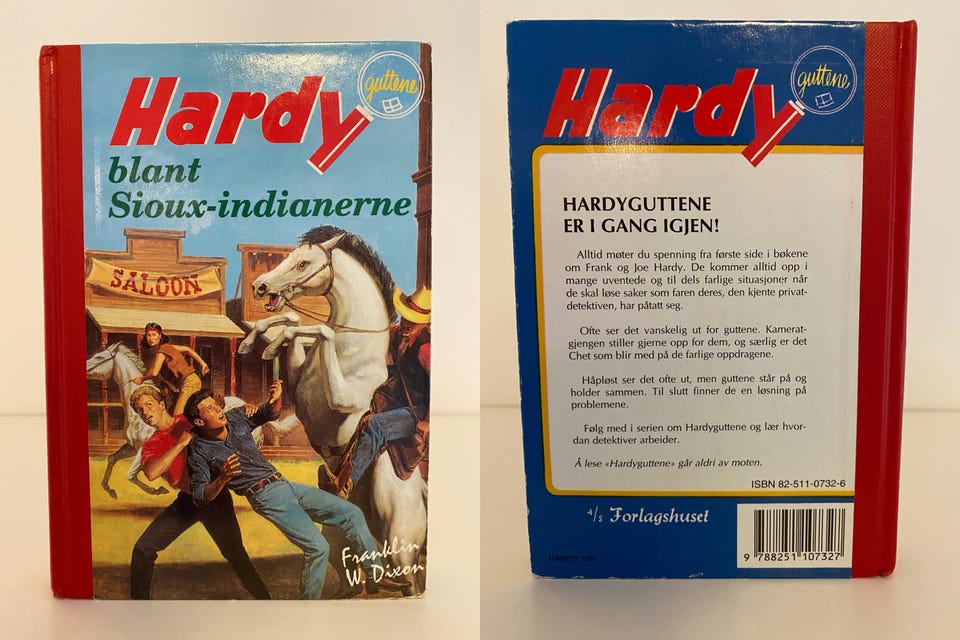 Hardy
guttene
blant
Sioux-indianerne
SALOON
Franklin
W. Dixon
Hardy
guttene
HARDYGUTTENE
ER I GANG IGJEN!
Alltid møter du spenning fra første side i bøkene
om Frank og Joe Hardy. De kommer alltid opp i
mange uventede og til dels farlige situasjoner når
de skal løse saker som faren deres, den kjente privat-
detektiven, har påtatt seg.
Ofte ser det vanskelig ut for guttene. Kamerat-
gjengen stiller gjerne opp for dem, og særlig er det
Chet som blir med på de farlige oppdragene.
Håpløst ser det ofte ut, men guttene står på og
holder sammen. Til slutt finner de en løsning på
problemene.
Følg med i serien om Hardyguttene og lær hvor-
dan detektiver arbeider.
Å lese «Hardyguttene» går aldri av moten.
ISBN 82-511-0732-6
A/S Forlagshuset
HARDY 105
9 788251 107327